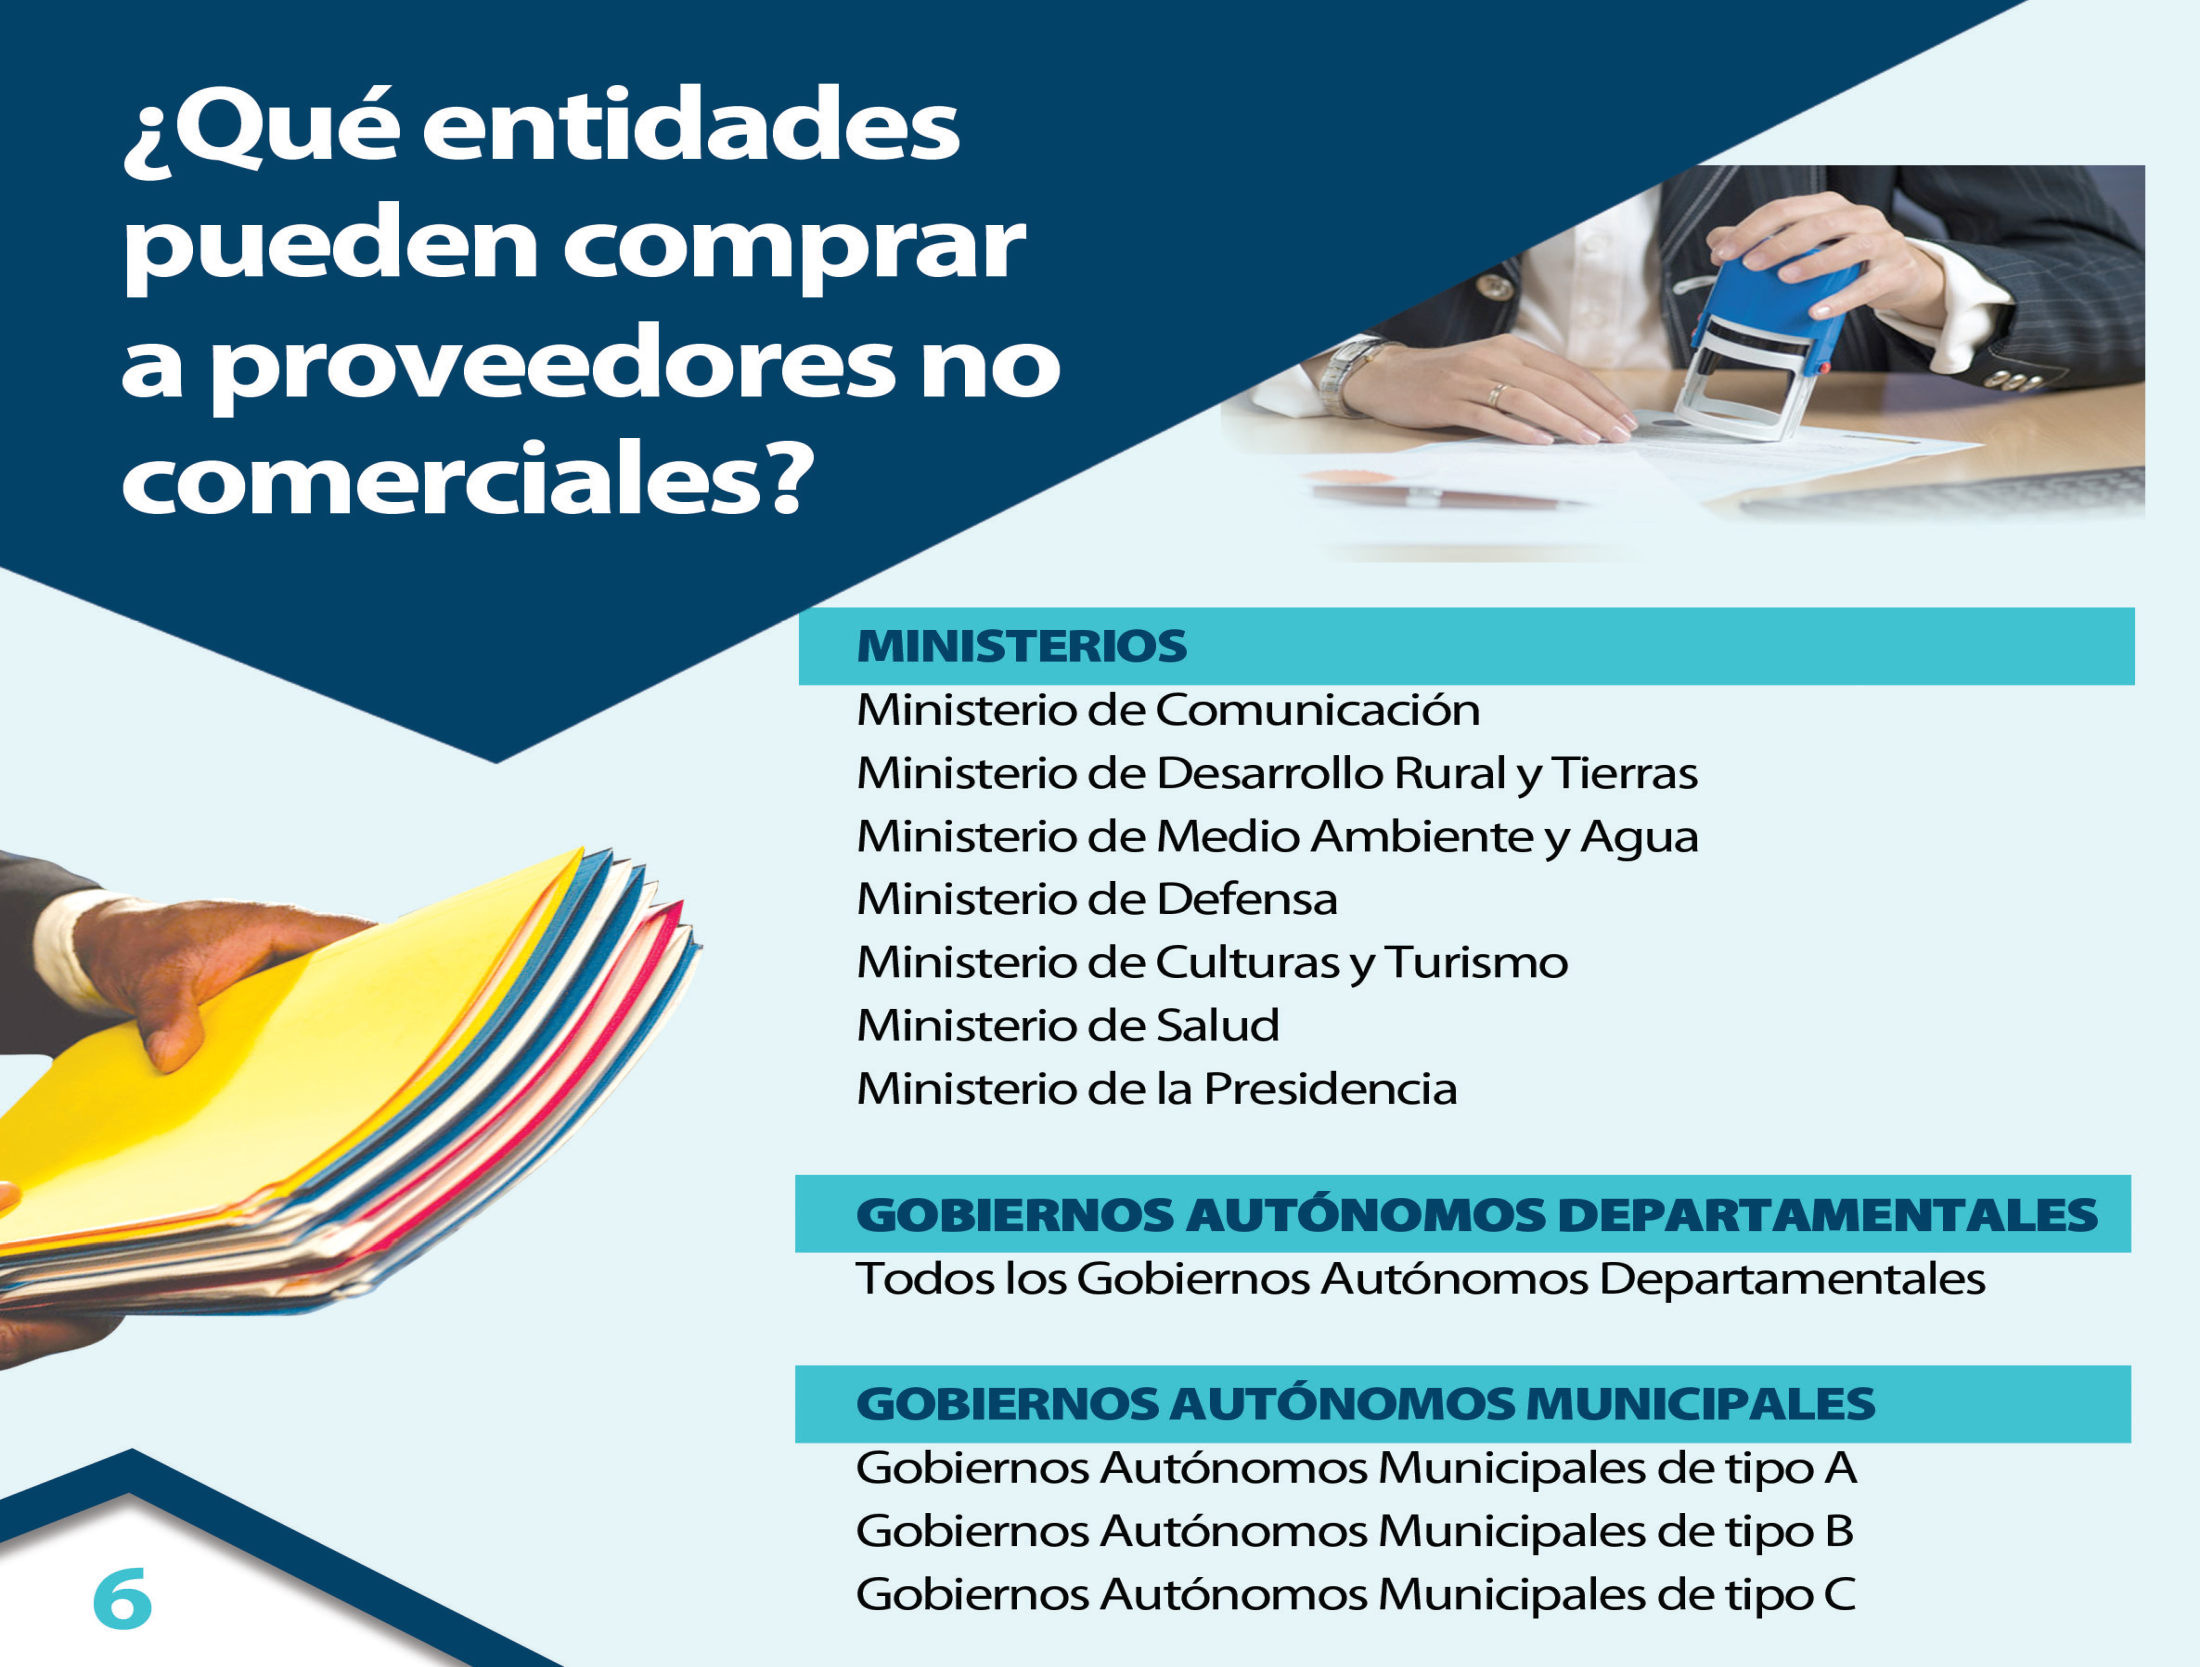 ¿Qué entidades
pueden comprar
a proveedores no
comerciales?
MINISTERIOS
Ministerio de Comunicación
Ministerio de Desarrollo Rural y Tierras
Ministerio de Medio Ambiente y Agua
Ministerio de Defensa
Ministerio de Culturas y Turismo
Ministerio de Salud
Ministerio de la Presidencia
GOBIERNOS AUTÓNOMOS DEPARTAMENTALES
Todos los Gobiernos Autónomos Departamentales
GOBIERNOS AUTÓNOMOS MUNICIPALES
Gobiernos Autónomos Municipales de tipo A
Gobiernos Autónomos Municipales de tipo B
Gobiernos Autónomos Municipales de tipo C
6